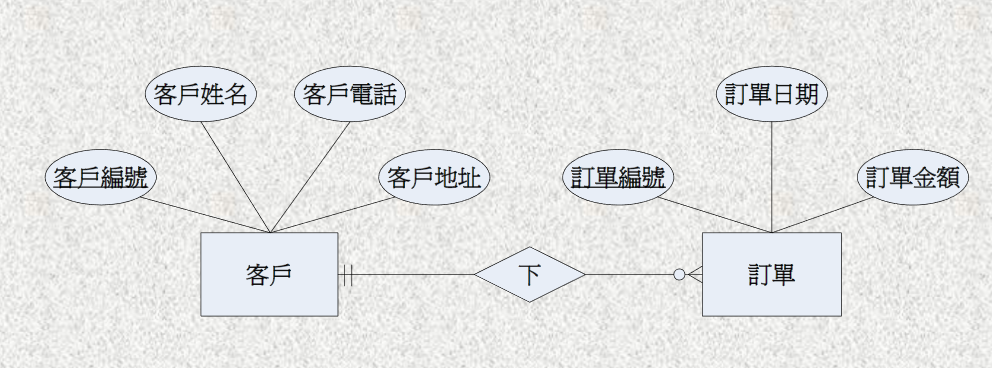 客戶姓名
客戶電話
訂單日期
客戶編號
客戶地址
訂單編號
訂單金額
客戶
下
訂單